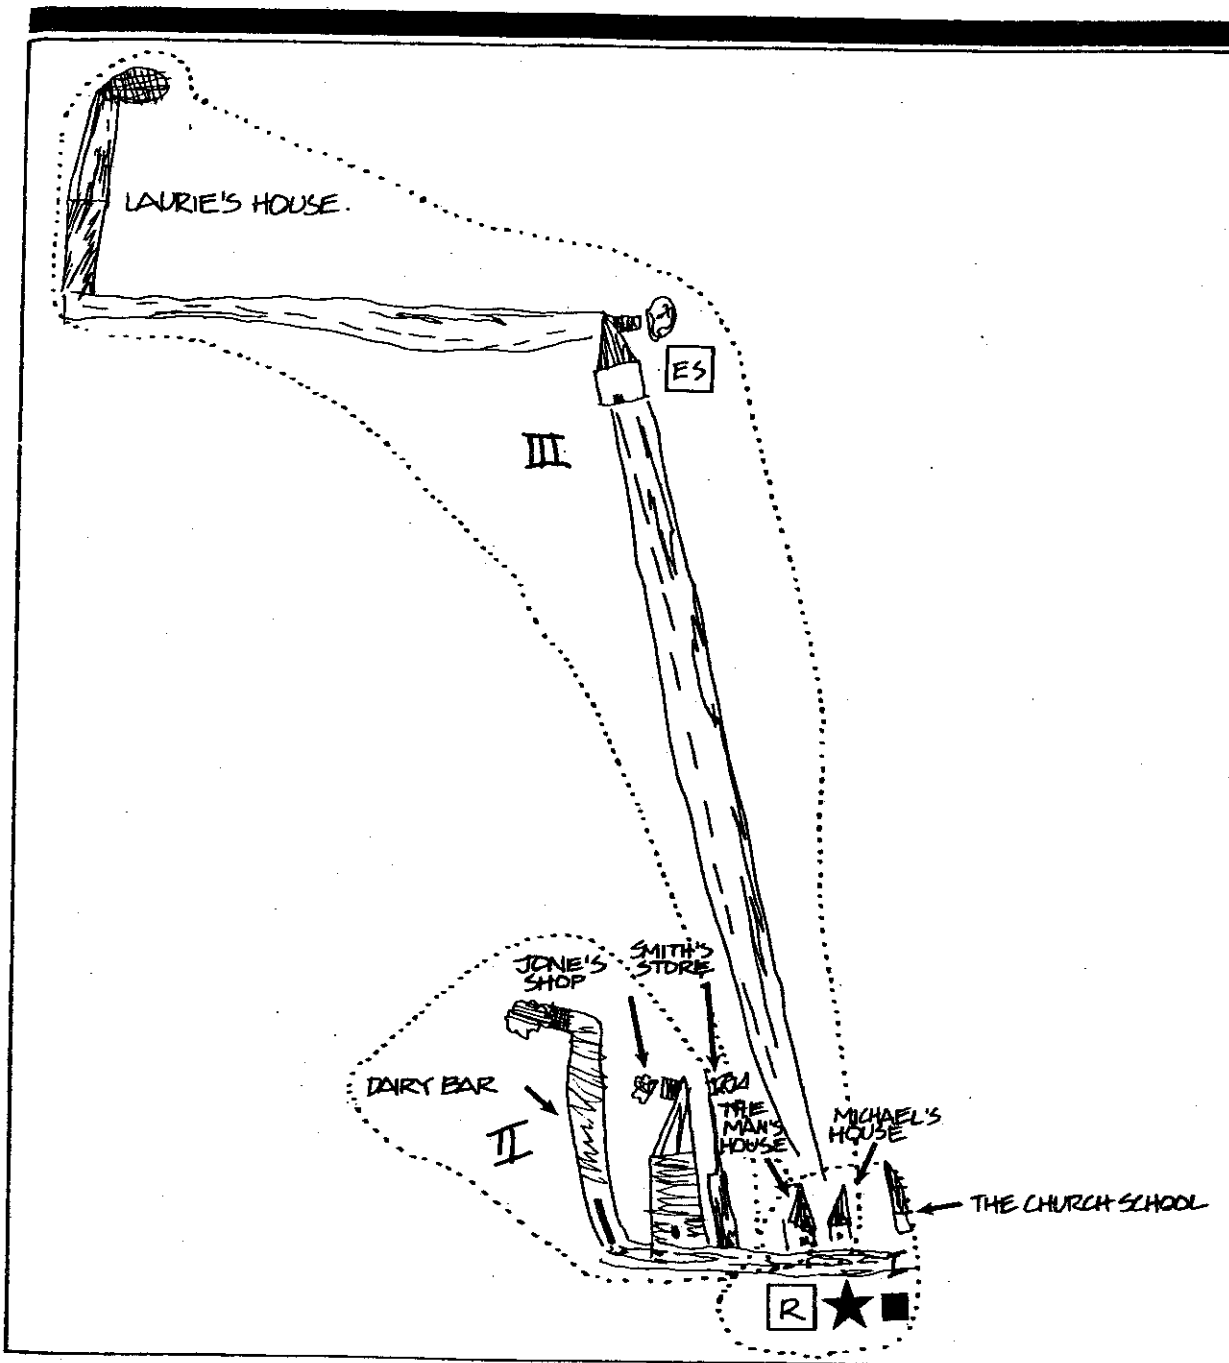 LAURIE'S HOUSE.
ES
III
JONE'S
SHOP
SMITH'S
STORE
DAIRY BAR
II
THE
MAN'S
HOUSE
MICHAEL'S
HOUSE
THE CHURCH SCHOOL
I
R